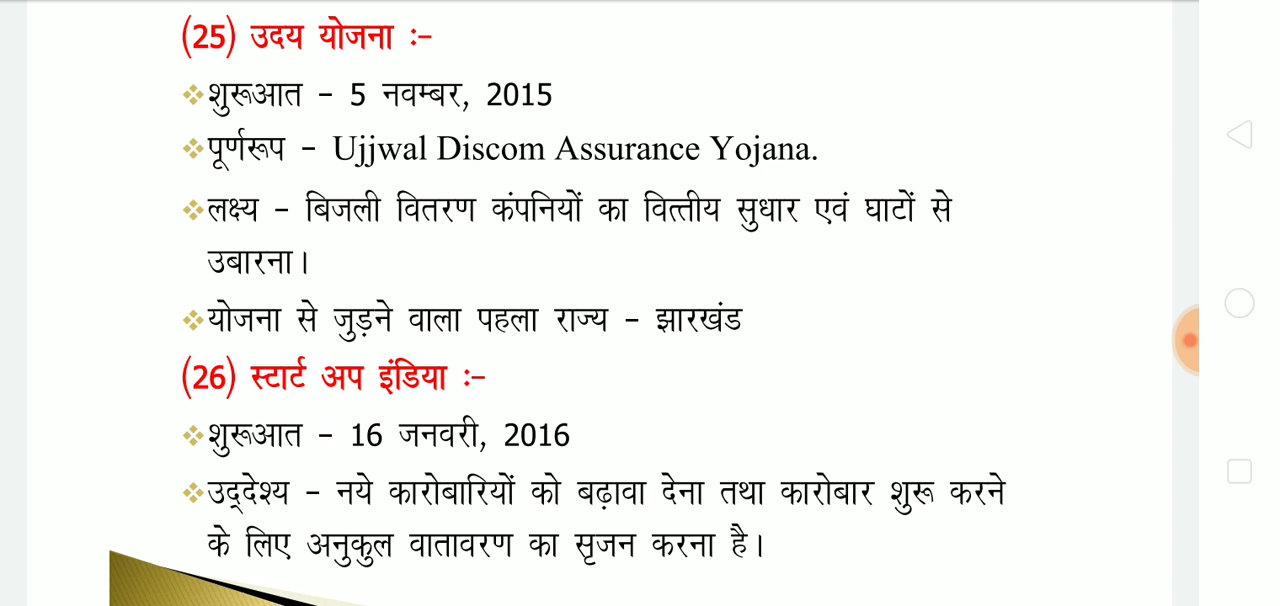 (25) उदय योजना :-
❖शुरूआत - 5 नवम्बर, 2015
❖पूर्णरूप - Ujjwal Discom Assurance Yojana.
❖लक्ष्य - बिजली वितरण कंपनियों का वित्तीय सुधार एवं घाटों से
उबारना।
❖योजना से जुड़ने वाला पहला राज्य - झारखंड
(26) स्टार्ट अप इंडिया :-
❖शुरूआत - 16 जनवरी, 2016
❖उद्देश्य - नये कारोबारियों को बढ़ावा देना तथा कारोबार शुरू करने
के लिए अनुकुल वातावरण का सृजन करना है।